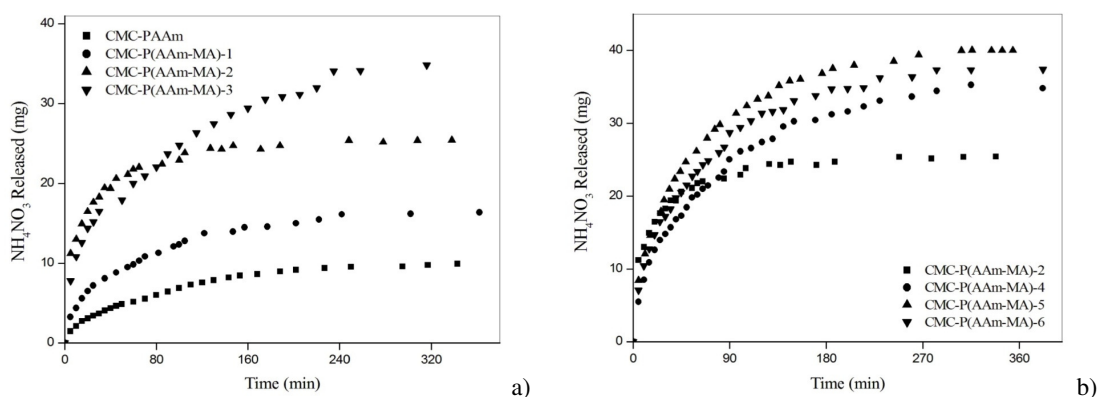 40
30
20
10
0
0
80
160
240
320
NH₄NO₃ Released (mg)
Time (min)
CMC-PAAm
CMC-P(AAm-MA)-1
CMC-P(AAm-MA)-2
CMC-P(AAm-MA)-3
a)
40
30
20
10
0
0
90
180
270
360
NH₄NO₃ Released (mg)
Time (min)
CMC-P(AAm-MA)-2
CMC-P(AAm-MA)-4
CMC-P(AAm-MA)-5
CMC-P(AAm-MA)-6
b)